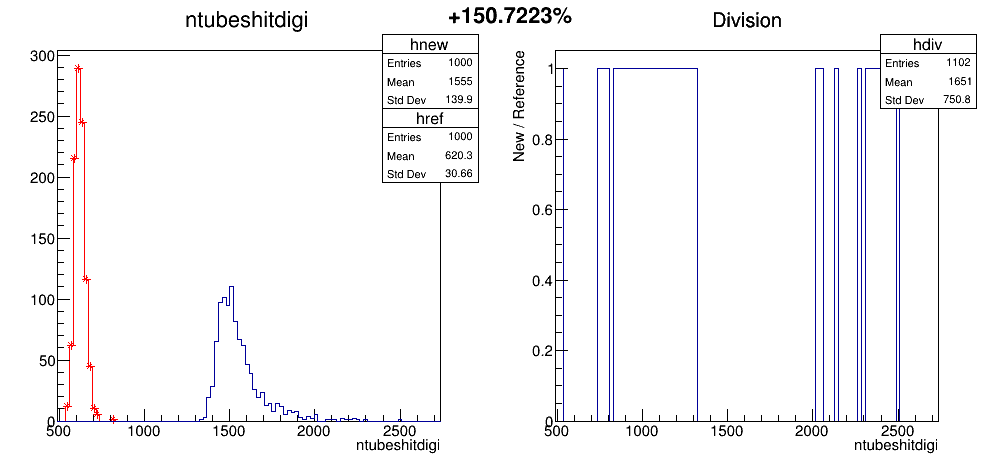 ntubeshitdigi
+150.7223%
Division
hnew
Entries 1000
Mean 1555
Std Dev 139.9
href
Entries 1000
Mean 620.3
Std Dev 30.66
300
250
200
150
100
50
0
500 1000 1500 2000 2500
ntubeshitdigi
hdiv
Entries 1102
Mean 1651
Std Dev 750.8
New / Reference
1
0.8
0.6
0.4
0.2
0
500 1000 1500 2000 2500
ntubeshitdigi